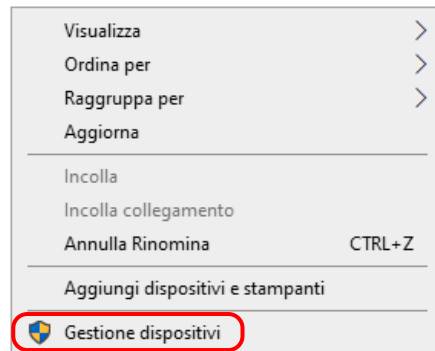 Visualizza
Ordina per
Raggruppa per
Aggiorna
Incolla
Incolla collegamento
Annulla Rinomina CTRL+Z
Aggiungi dispositivi e stampanti
Gestione dispositivi